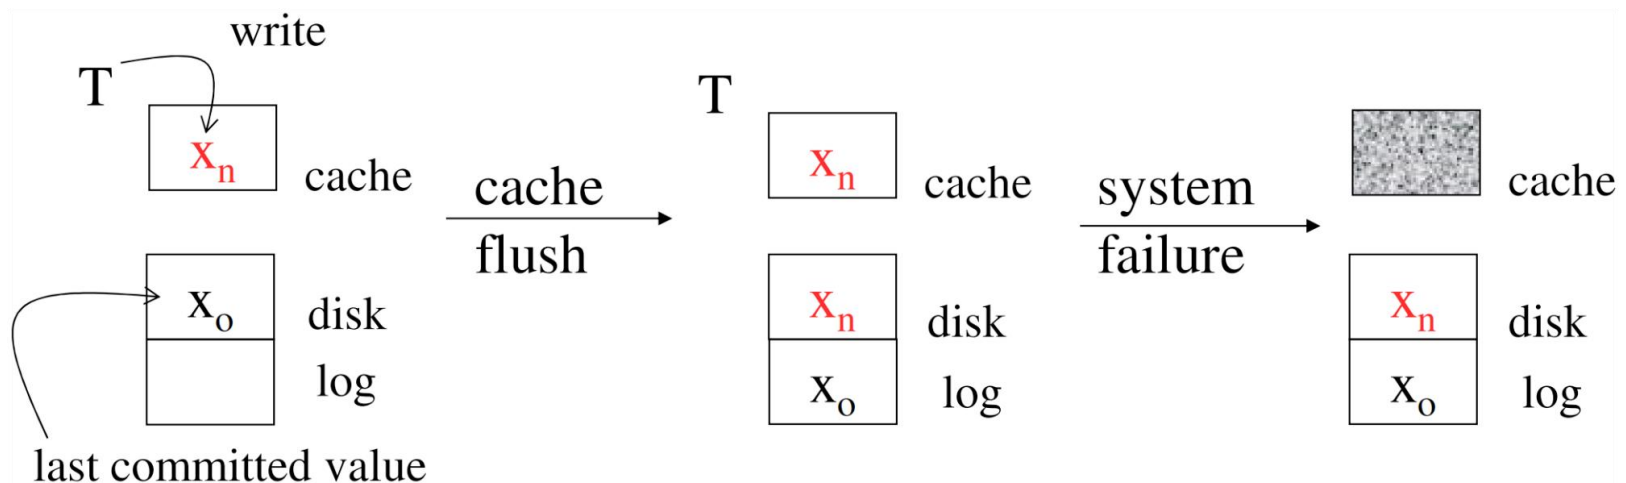 write
T
xₙ
cache
xₒ
disk
log
last committed value
cache
flush
T
xₙ
cache
xₙ
disk
xₒ
log
system
failure
cache
xₙ
disk
xₒ
log